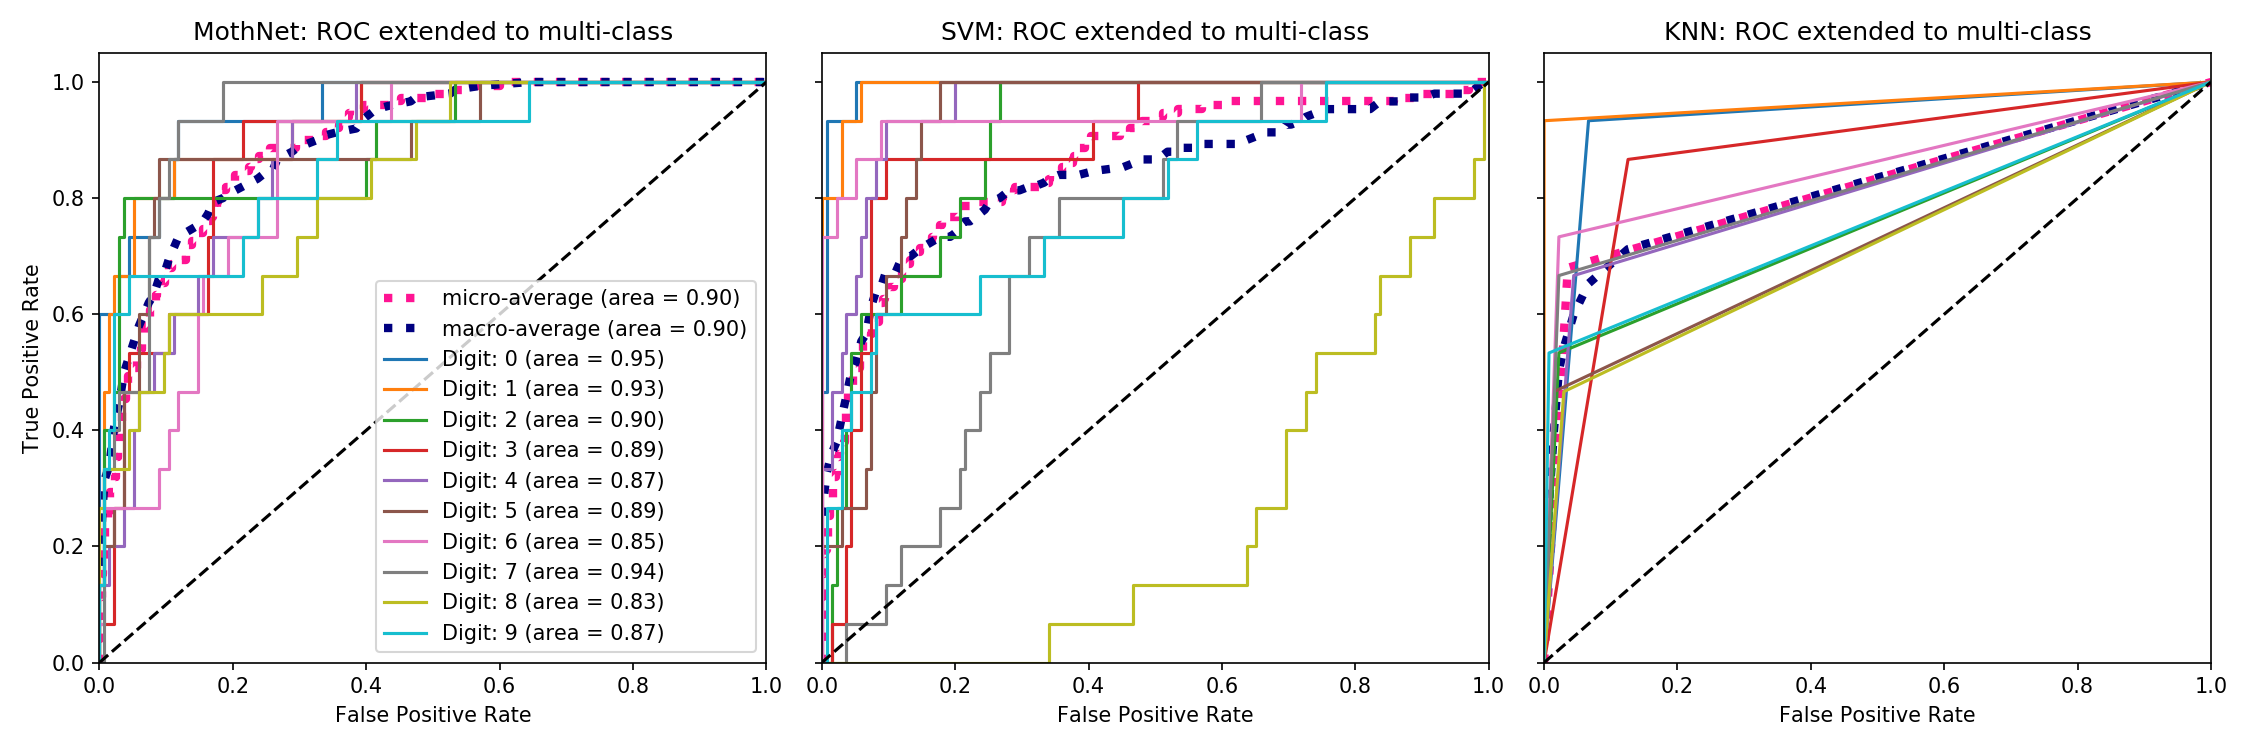 MothNet: ROC extended to multi-class
True Positive Rate
1.0
0.8
0.6
0.4
0.2
0.0
micro-average (area = 0.90)
macro-average (area = 0.90)
Digit: 0 (area = 0.95)
Digit: 1 (area = 0.93)
Digit: 2 (area = 0.90)
Digit: 3 (area = 0.89)
Digit: 4 (area = 0.87)
Digit: 5 (area = 0.89)
Digit: 6 (area = 0.85)
Digit: 7 (area = 0.94)
Digit: 8 (area = 0.83)
Digit: 9 (area = 0.87)
0.0 0.2 0.4 0.6 0.8 1.0
False Positive Rate
SVM: ROC extended to multi-class
0.0 0.2 0.4 0.6 0.8 1.0
False Positive Rate
KNN: ROC extended to multi-class
0.0 0.2 0.4 0.6 0.8 1.0
False Positive Rate